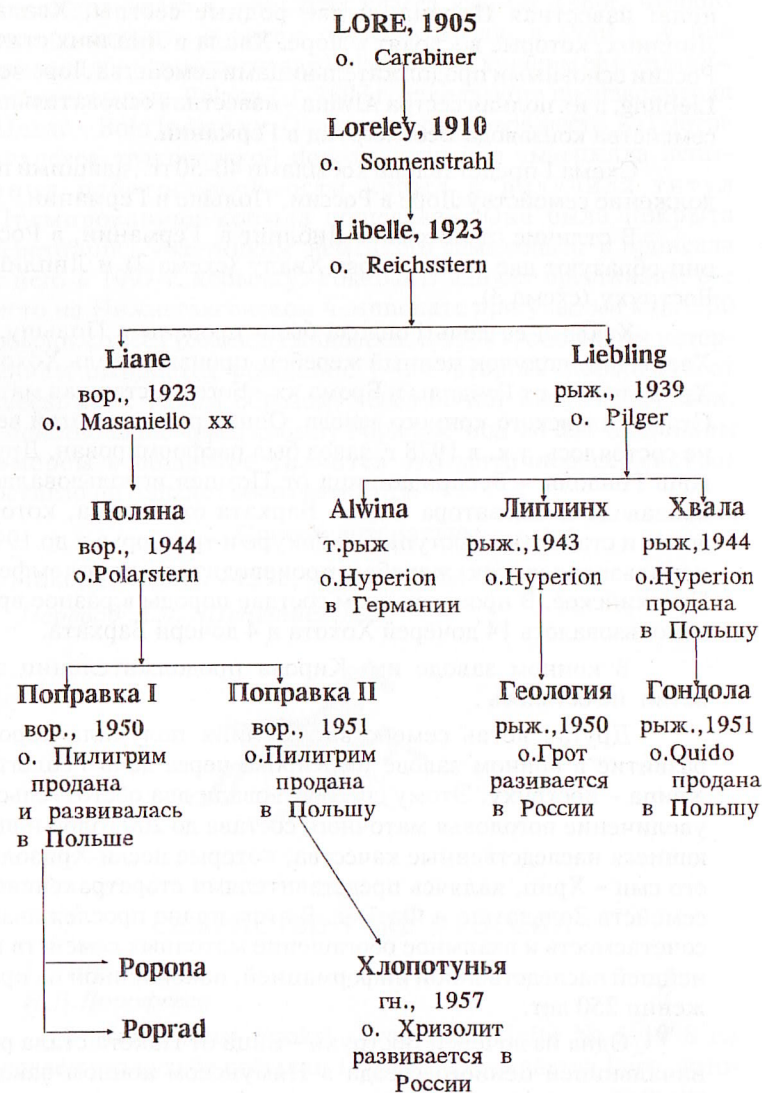 LORE, 1905
о. Carabiner
Loreley, 1910
о. Sonnenstrahl
Libelle, 1923
о. Reichsstern
Liane
вор., 1923
о. Masaniello xx
Liebling
рыж., 1939
о. Pilger
Поляна
вор., 1944
о.Polarstern
Alwina
т.рыж
о.Hyperion
в Германии
Липлинх
рыж.,1943
о.Hyperion
Хвала
рыж.,1944
о.Hyperion
продана
в Польшу
Поправка I
вор., 1950
о. Пилигрим
продана
и развивалась
в Польше
Поправка II
вор., 1951
о.Пилигрим
продана
в Польшу
Геология
рыж.,1950
о.Грот
развивается
в России
Гондола
рыж.,1951
о.Quido
продана
в Польшу
Popona
Poprad
Хлопотунья
гн., 1957
о. Хризолит
развивается в
России